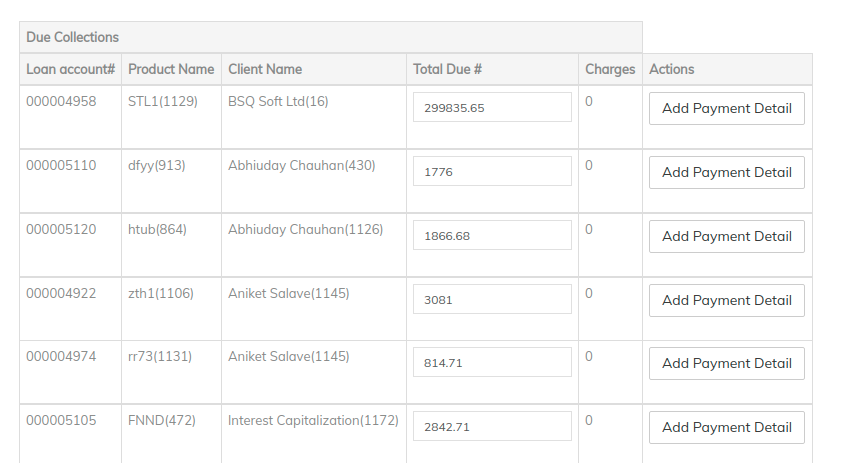 Due Collections
Loan account# Product Name Client Name Total Due # Charges Actions
000004958 STL1(1129) BSQ Soft Ltd(16) 299835.65 0 Add Payment Detail
000005110 dfyy(913) Abhiuday Chauhan(430) 1776 0 Add Payment Detail
000005120 htub(864) Abhiuday Chauhan(1126) 1866.68 0 Add Payment Detail
000004922 zth1(1106) Aniket Salave(1145) 3081 0 Add Payment Detail
000004974 rr73(1131) Aniket Salave(1145) 814.71 0 Add Payment Detail
000005105 FNND(472) Interest Capitalization(1172) 2842.71 0 Add Payment Detail